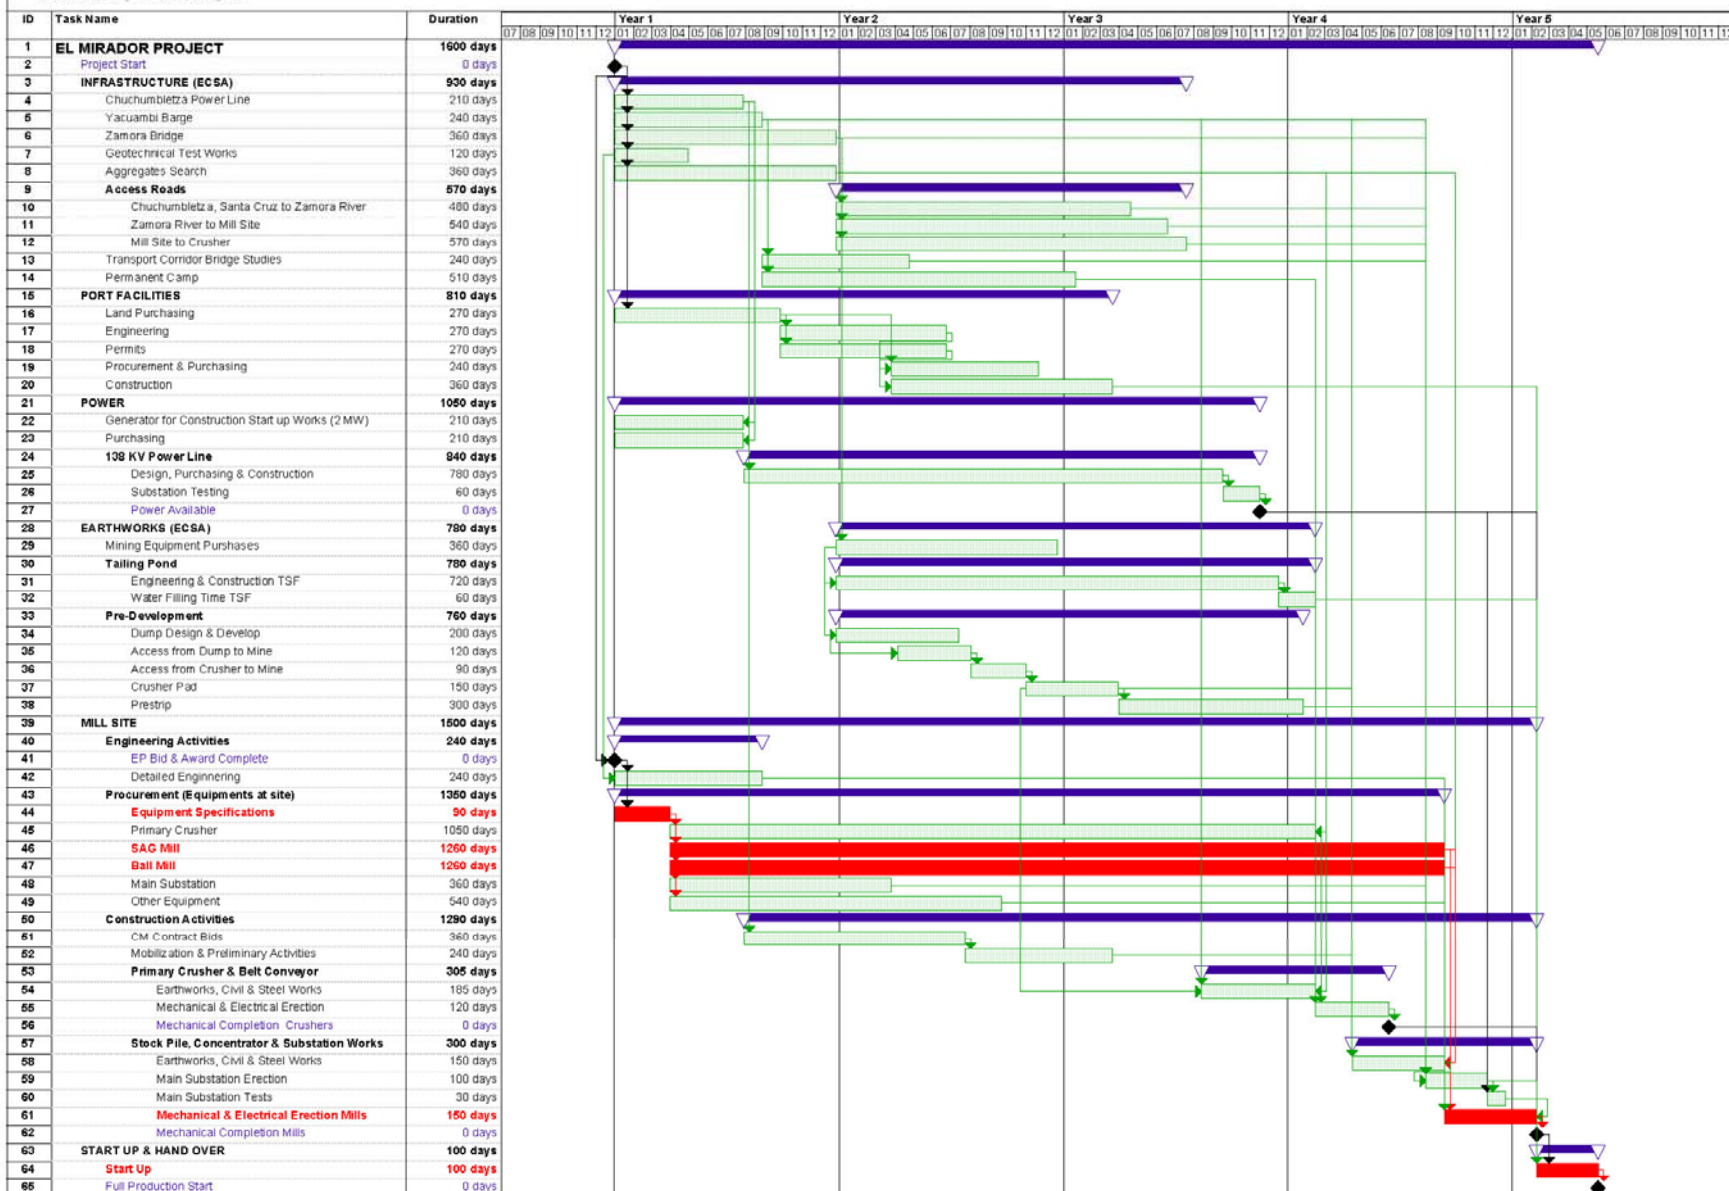 ID Task Name Duration Year 1 Year 2 Year 3 Year 4 Year 5
07 08 09 10 11 12 01 02 03 04 05 06 07 08 09 10 11 12 01 02 03 04 05 06 07 08 09 10 11 12 01 02 03 04 05 06 07 08 09 10 11 12 01 02 03 04 05 06 07 08 09 10 11 12 01 02 03 04 05 06 07 08 09 10 11
1 EL MIRADOR PROJECT 1600 days
2 Project Start 0 days
3 INFRASTRUCTURE (ECSA) 930 days
4 Chuchumbletza Power Line 210 days
5 Yacuambi Barge 240 days
6 Zamora Bridge 360 days
7 Geotechnical Test Works 120 days
8 Aggregates Search 360 days
9 Access Roads 570 days
10 Chuchumbletza, Santa Cruz to Zamora River 480 days
11 Zamora River to Mill Site 540 days
12 Mill Site to Crusher 570 days
13 Transport Corridor Bridge Studies 240 days
14 Permanent Camp 510 days
15 PORT FACILITIES 810 days
16 Land Purchasing 270 days
17 Engineering 270 days
18 Permits 270 days
19 Procurement & Purchasing 240 days
20 Construction 360 days
21 POWER 1050 days
22 Generator for Construction Start up Works (2 MW) 210 days
23 Purchasing 210 days
24 138 KV Power Line 840 days
25 Design, Purchasing & Construction 780 days
26 Substation Testing 60 days
27 Power Available 0 days
28 EARTHWORKS (ECSA) 780 days
29 Mining Equipment Purshases 360 days
30 Tailing Pond 780 days
31 Engineering & Construction TSF 720 days
32 Water Filling Time TSF 60 days
33 Pre-Development 760 days
34 Dump Design & Develop 200 days
35 Access from Dump to Mine 120 days
36 Access from Crusher to Mine 90 days
37 Crusher Pad 150 days
38 Prestrip 300 days
39 MILL SITE 1500 days
40 Engineering Activities 240 days
41 EP Bid & Award Complete 0 days
42 Detailed Enginnering 240 days
43 Procurement (Equipments at site) 1350 days
44 Equipment Specifications 90 days
45 Primary Crusher 1050 days
46 SAG Mill 1260 days
47 Ball Mill 1260 days
48 Main Substation 360 days
49 Other Equipment 540 days
50 Construction Activities 1290 days
51 CM Contract Bids 360 days
52 Mobilization & Preliminary Activities 240 days
53 Primary Crusher & Belt Conveyor 305 days
54 Earthworks, Civil & Steel Works 185 days
55 Mechanical & Electrical Erection 120 days
56 Mechanical Completion Crushers 0 days
57 Stock Pile, Concentrator & Substation Works 300 days
58 Earthworks, Civil & Steel Works 150 days
59 Main Substation Erection 100 days
60 Main Substation Tests 30 days
61 Mechanical & Electrical Erection Mills 150 days
62 Mechanical Completion Mills 0 days
63 START UP & HAND OVER 100 days
64 Start Up 100 days
65 Full Production Start 0 days